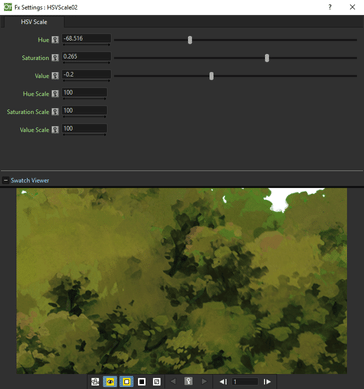 Fx Settings : HSVScale02
HSV Scale
Hue -68.516
Saturation 0.265
Value -0.2
Hue Scale 100
Saturation Scale 100
Value Scale 100
Swatch Viewer
1